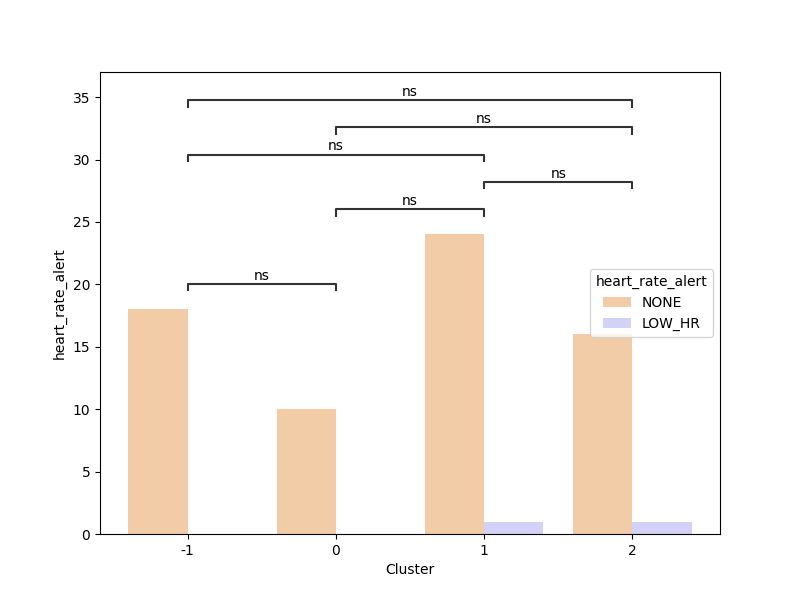 ns
ns
ns
ns
ns
ns
35
30
25
20
15
10
5
0
heart_rate_alert
heart_rate_alert
NONE
LOW_HR
-1
0
1
2
Cluster